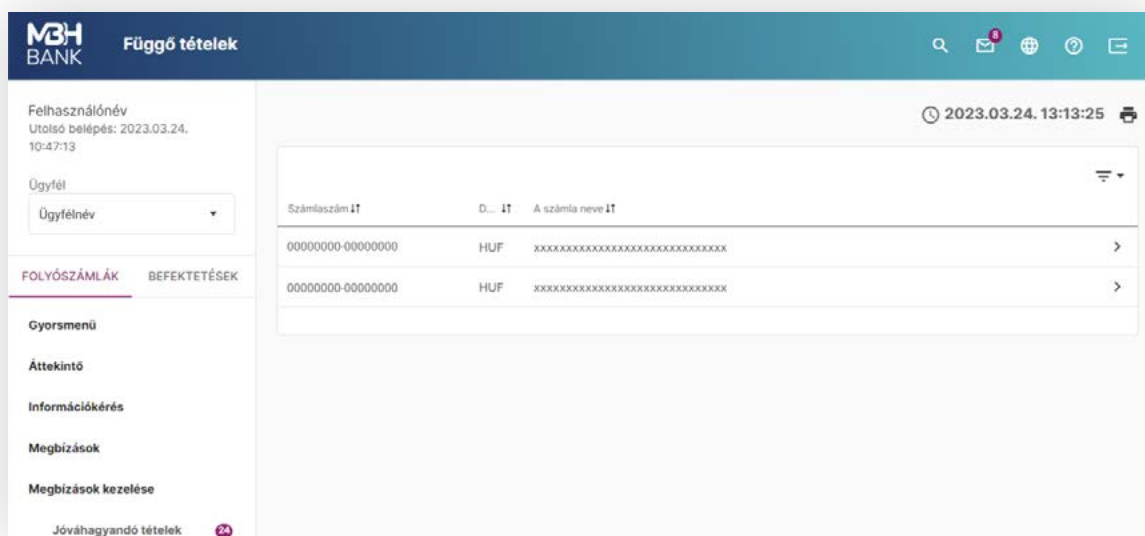 MBH BANK
Függő tételek
8
Felhasználónév
Utolsó belépés: 2023.03.24.
10:47:13
2023.03.24. 13:13:25
Ügyfél
Ügyfélnév
Számlaszám D... A számla neve
00000000-00000000 HUF xxxxxxxxxxxxxxxxxxxxxxxxxxxxxx
00000000-00000000 HUF xxxxxxxxxxxxxxxxxxxxxxxxxxxxxx
FOLYÓSZÁMLÁK BEFEKTETÉSEK
Gyorsmenü
Áttekintő
Információkérés
Megbízások
Megbízások kezelése
Jóváhagyandó tételek 24